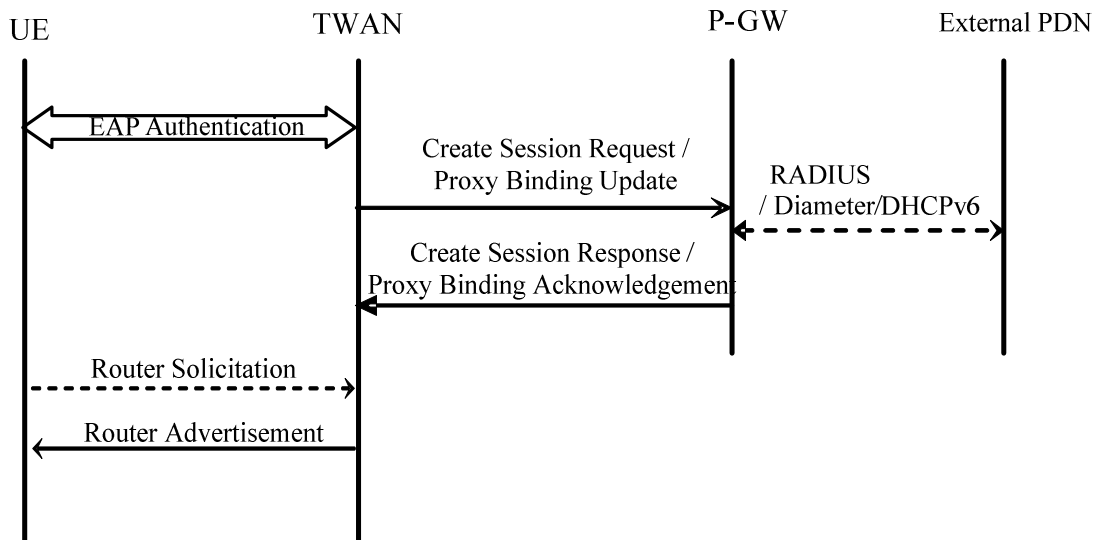 UE
TWAN
P-GW
External PDN
EAP Authentication
Create Session Request /
Proxy Binding Update
RADIUS
/ Diameter/DHCPv6
Create Session Response /
Proxy Binding Acknowledgement
Router Solicitation
Router Advertisement